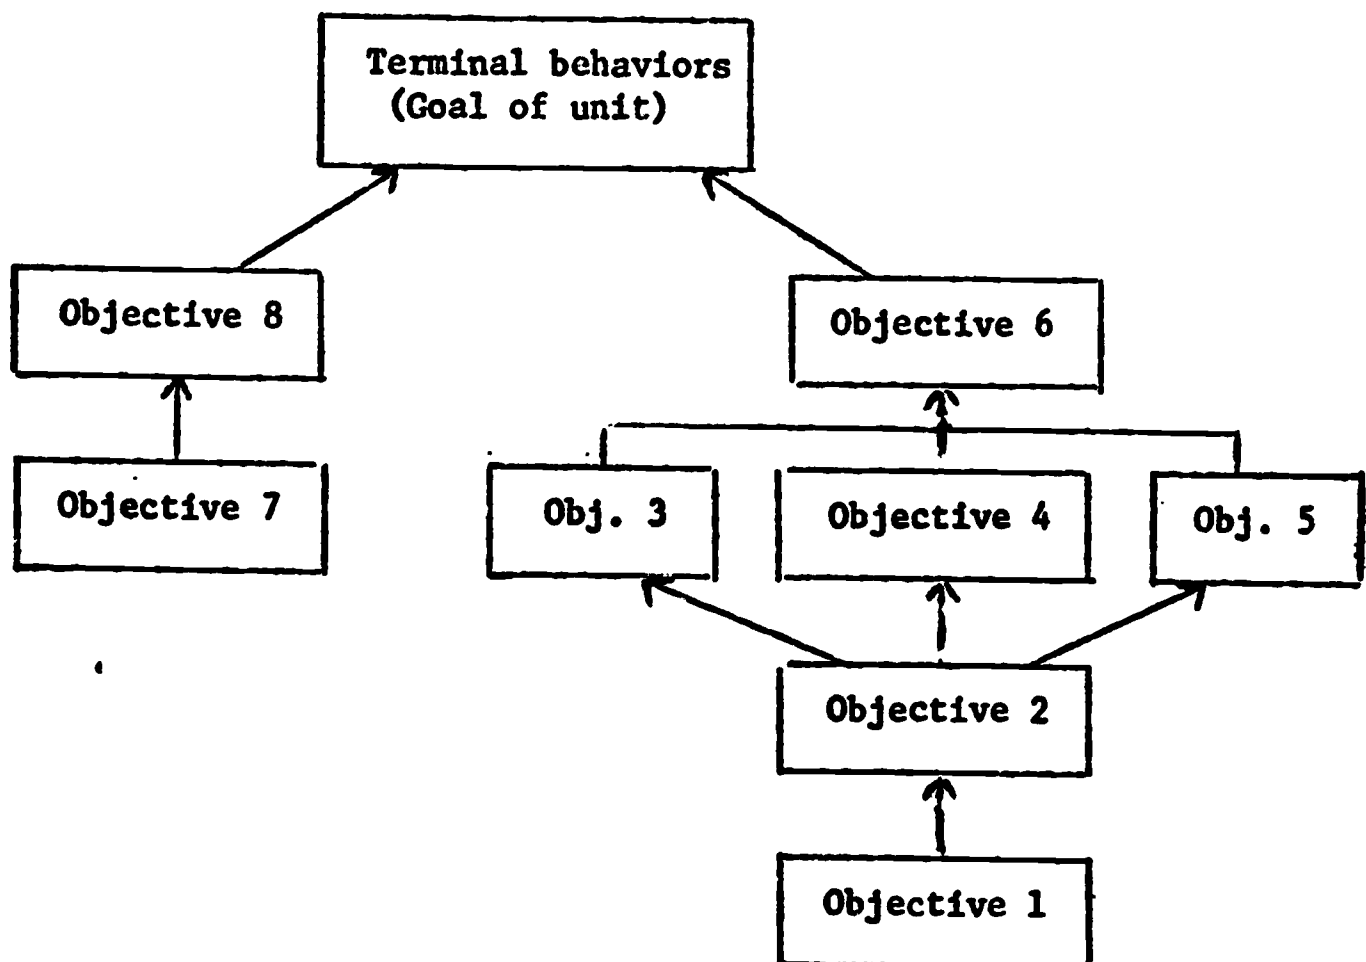 Terminal behaviors
(Goal of unit)
Objective 8
Objective 6
Objective 7
Obj. 3
Objective 4
Obj. 5
Objective 2
Objective 1